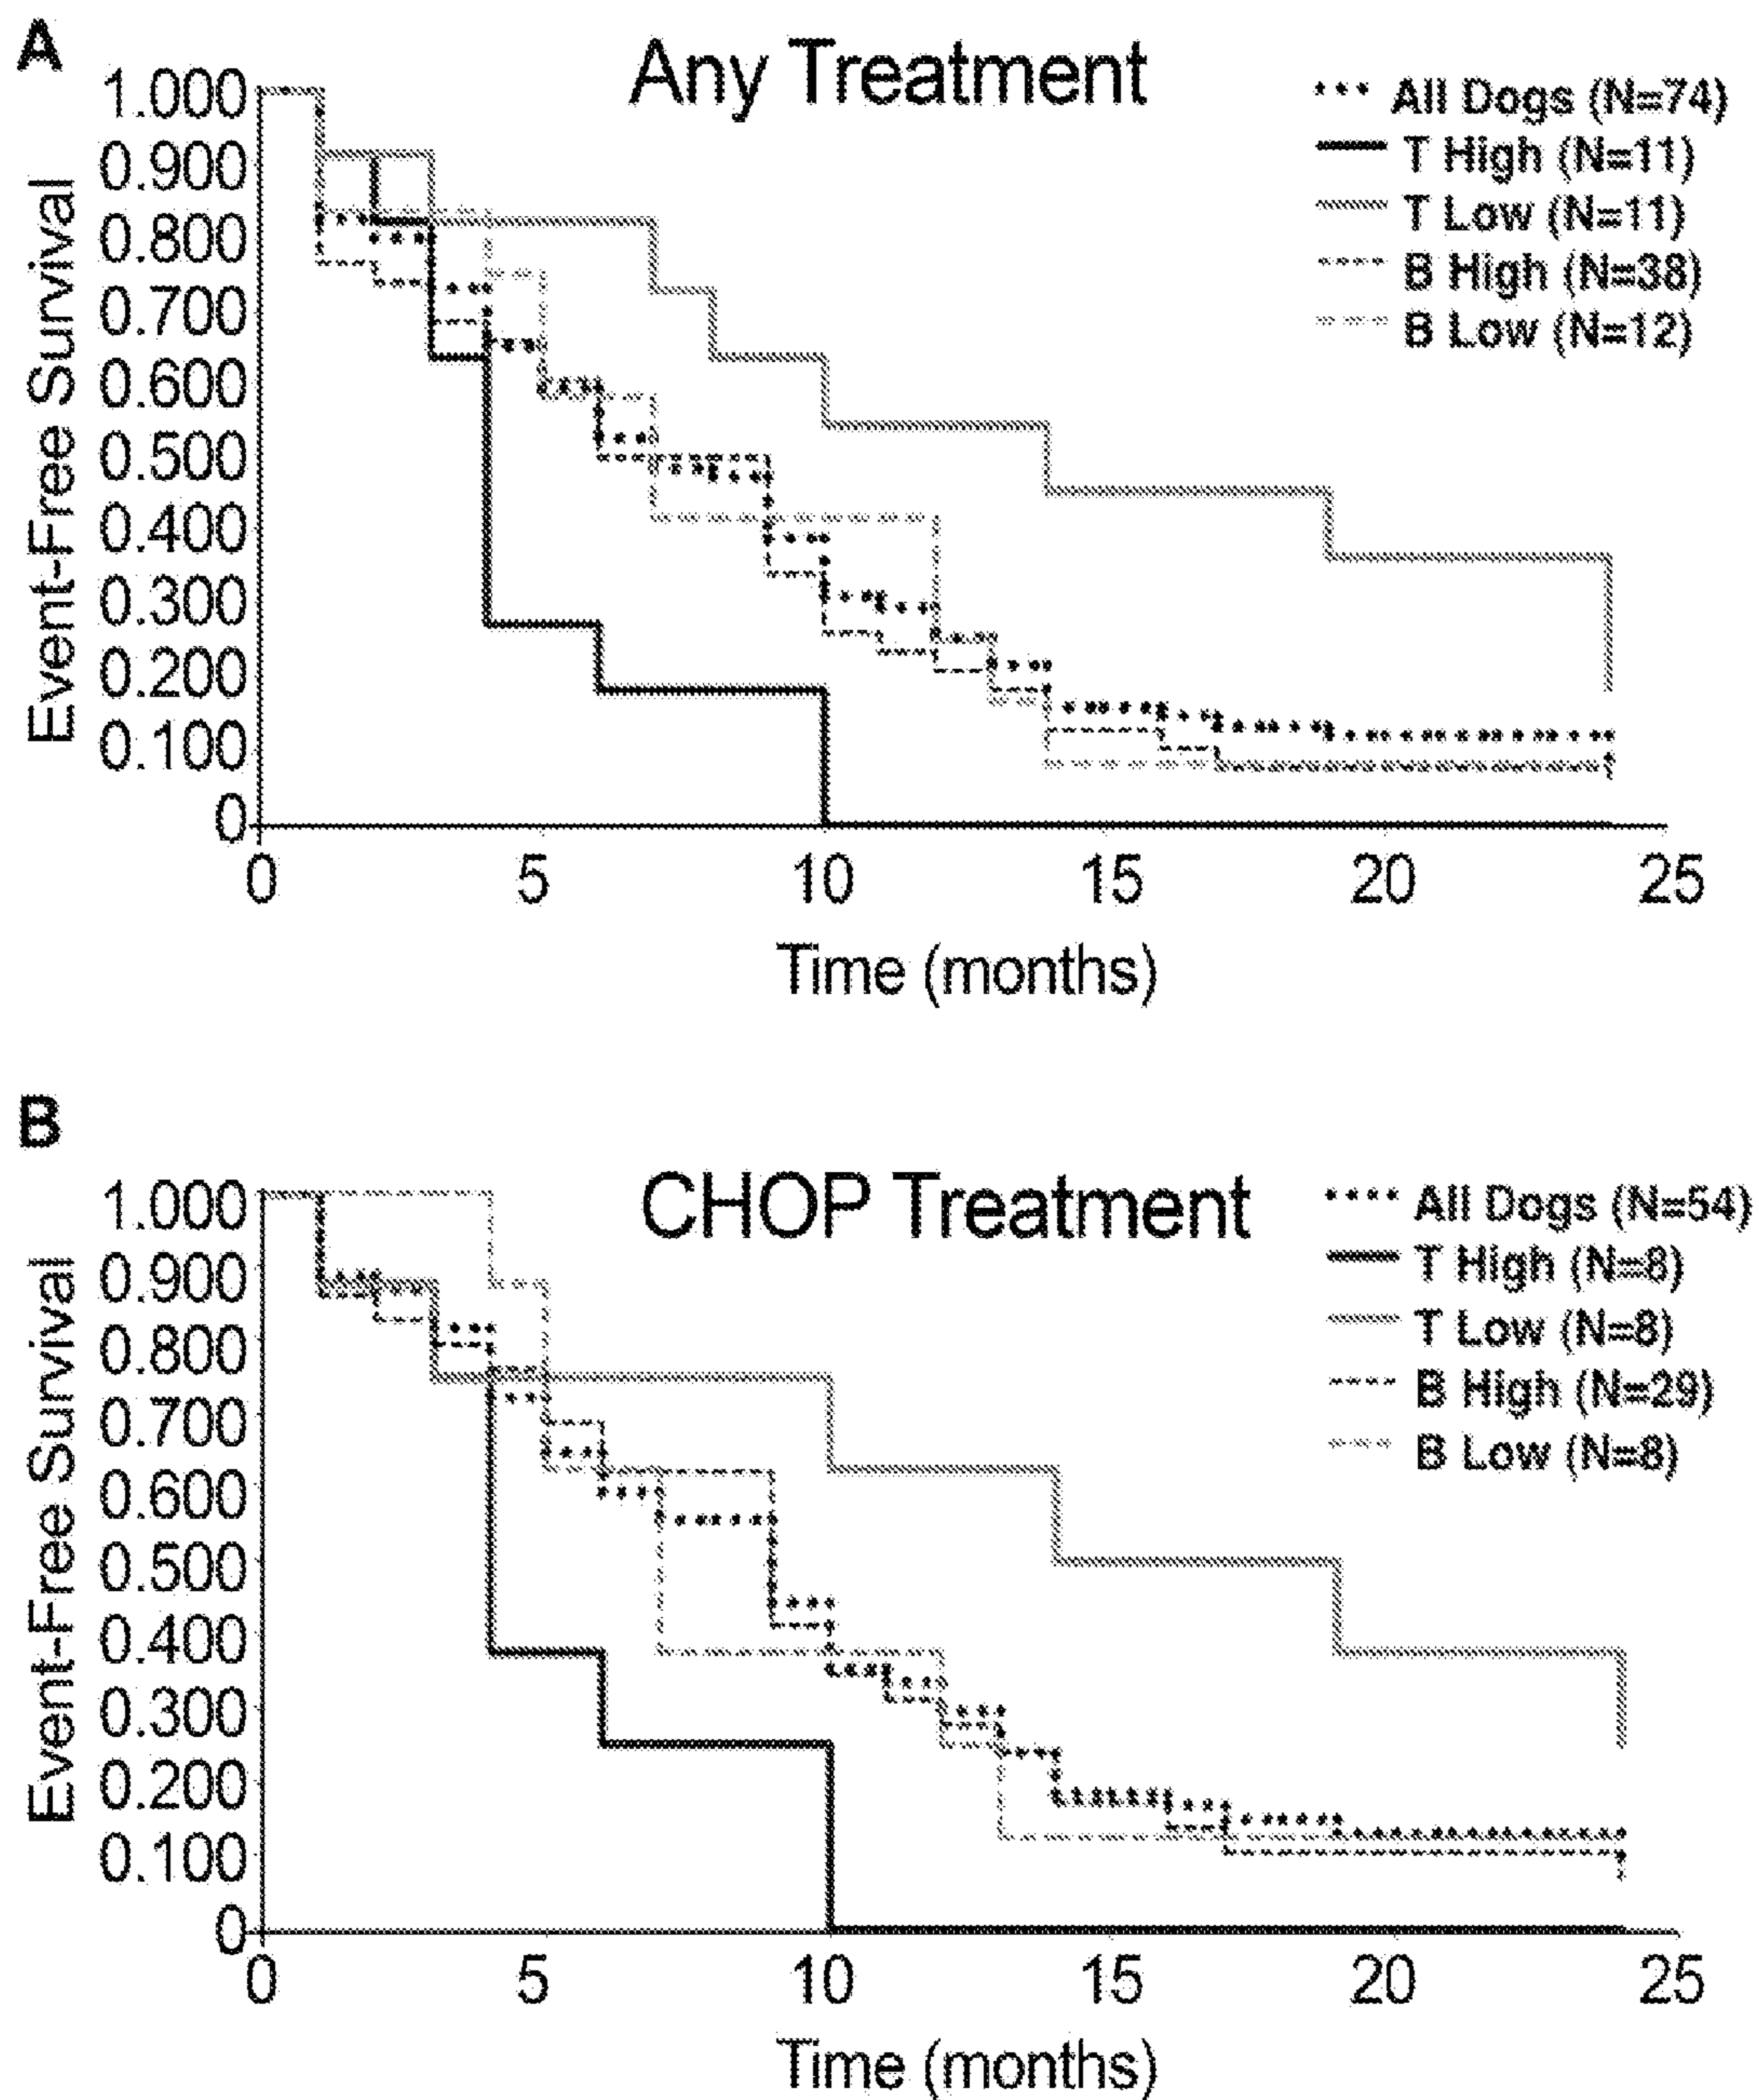 A
Any Treatment
All Dogs (N=74)
T High (N=11)
T Low (N=11)
B High (N=38)
B Low (N=12)
Event-Free Survival
1.000
0.900
0.800
0.700
0.600
0.500
0.400
0.300
0.200
0.100
0
0 5 10 15 20 25
Time (months)
B
CHOP Treatment
All Dogs (N=54)
T High (N=8)
T Low (N=8)
B High (N=29)
B Low (N=8)
Event-Free Survival
1.000
0.900
0.800
0.700
0.600
0.500
0.400
0.300
0.200
0.100
0
0 5 10 15 20 25
Time (months)